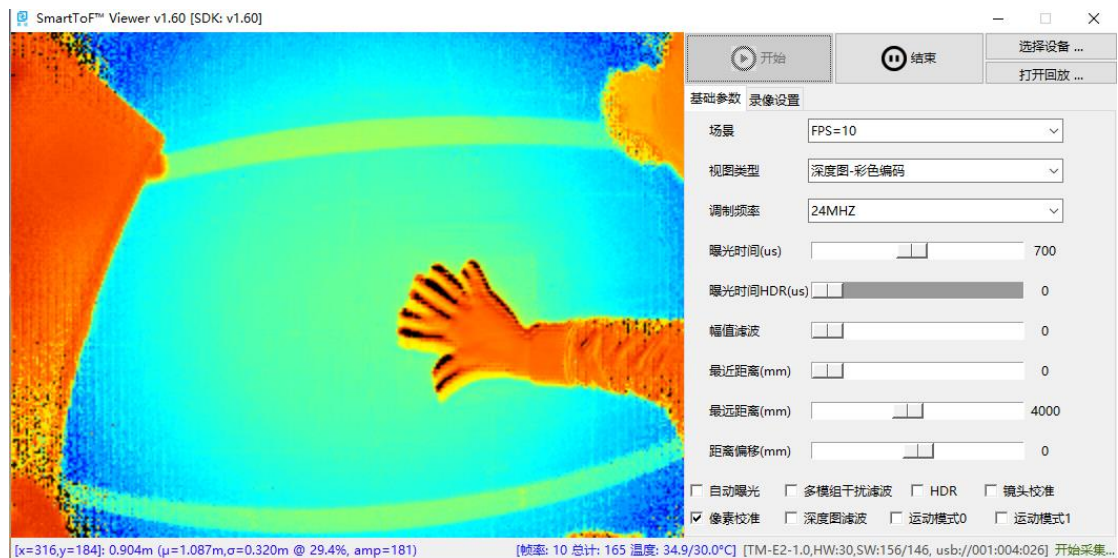 SmartToF™ Viewer v1.60 [SDK: v1.60]
开始
结束
选择设备 ...
打开回放 ...
基础参数 录像设置
场景 FPS=10
视图类型 深度图-彩色编码
调制频率 24MHZ
曝光时间(us) 700
曝光时间HDR(us) 0
幅值滤波 0
最近距离(mm) 0
最远距离(mm) 4000
距离偏移(mm) 0
自动曝光 多模组干扰滤波 HDR 镜头校准
像素校准 深度图滤波 运动模式0 运动模式1
[x=316,y=184]: 0.904m (μ=1.087m,σ=0.320m @ 29.4%, amp=181) [帧率: 10 总计: 165 温度: 34.9/30.0°C] [TM-E2-1.0,HW:30,SW:156/146, usb://001:004:026] 开始采集...